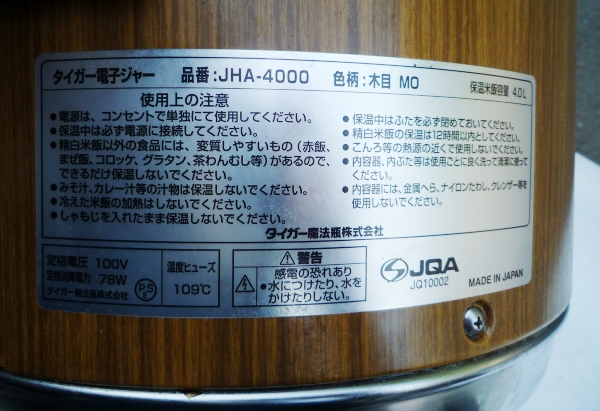 タイガー電子ジャー 品番:JHA-4000 色柄:木目 MO 保温米飯容量 4.0L
使用上の注意
●電源は、コンセントで単独にて使用してください。
●保温中は必ず電源に接続してください。
●精白米飯以外の食品には、変質しやすいもの(赤飯、
まぜ飯、コロッケ、グラタン、茶わんむし等)があるので、
できるだけ保温しないでください。
●みそ汁、カレー汁等の汁物は保温しないでください。
●冷えた米飯の加熱はしないでください。
●しゃもじを入れたまま保温しないでください。
●保温中はふたを必ず閉めておいてください。
●精白米飯の保温は12時間以内としてください。
●こんろ等の熱源の近くで使用しないでください。
●内容器、内ぶた等は使用ごとに良く洗って清潔に使っ
てください。
●内容器には、金属へら、ナイロンたわし、クレンザー等を
使用しないでください。
タイガー魔法瓶株式会社
定格電圧 100V
定格消費電力 78W
タイガー魔法瓶株式会社
PSE
温度ヒューズ
109℃
警告
感電の恐れあり
●水につけたり、水を
かけたりしない。
JQA
JQ10002
MADE IN JAPAN